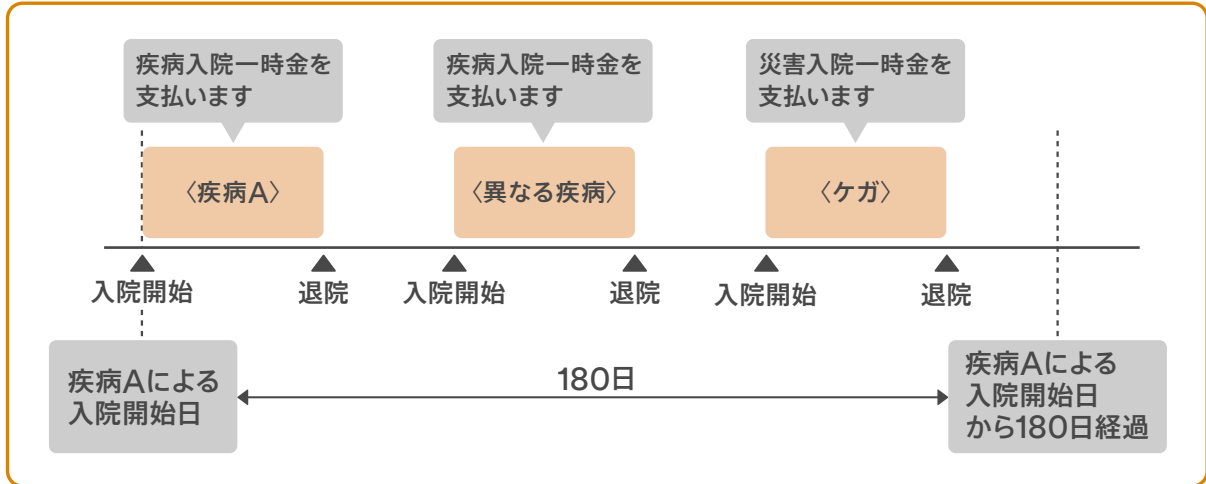 疾病入院一時金を
支払います
疾病入院一時金を
支払います
災害入院一時金を
支払います
〈疾病A〉
〈異なる疾病〉
〈ケガ〉
入院開始
退院
入院開始
退院
入院開始
退院
疾病Aによる
入院開始日
180日
疾病Aによる
入院開始日
から180日経過